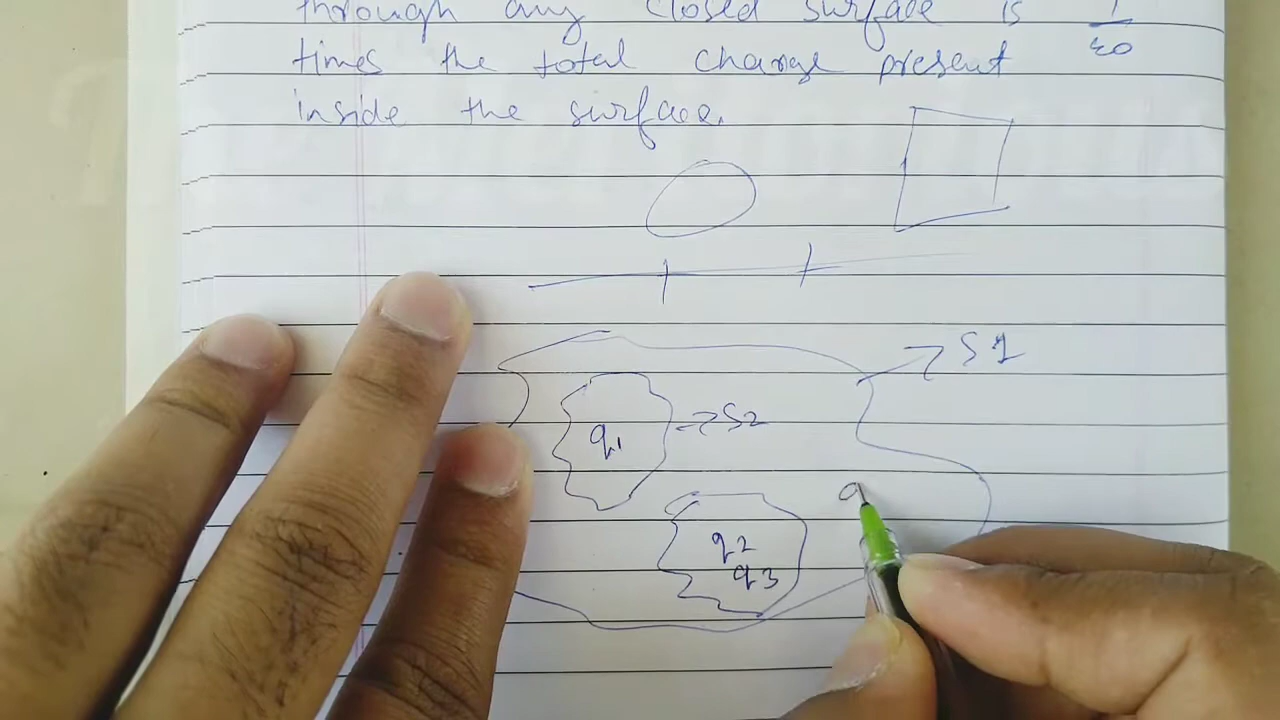 through any closed surface is 1/ε0
times the total charge present
inside the surface.
S1
q1 → S2
q2
q3